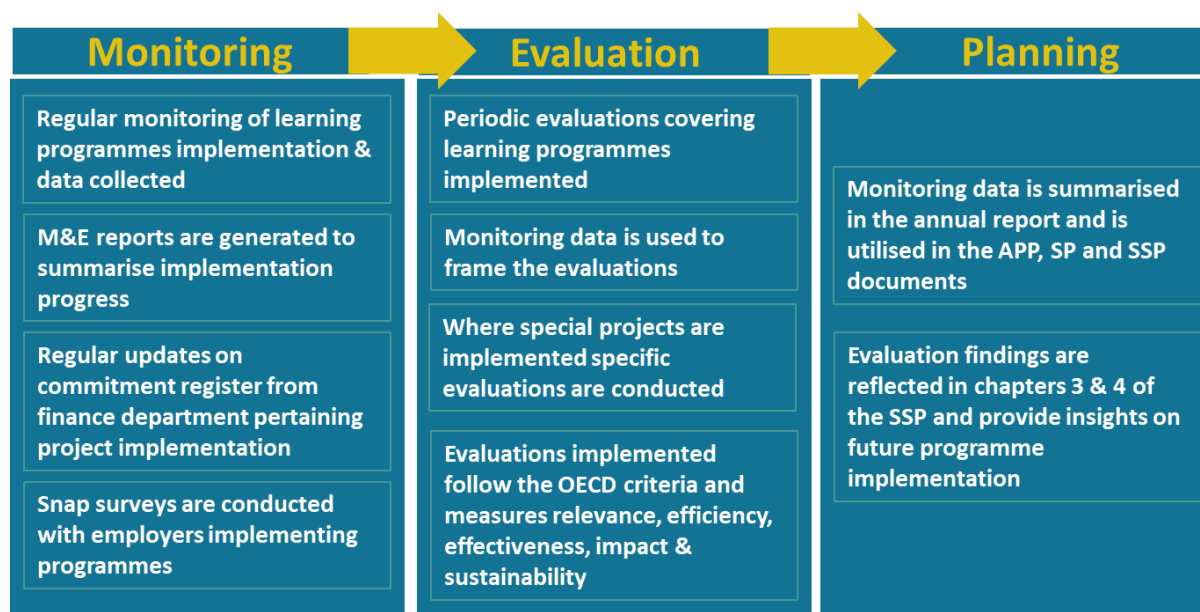 Monitoring
Evaluation
Planning
Regular monitoring of learning
programmes implementation &
data collected
M&E reports are generated to
summarise implementation
progress
Regular updates on
commitment register from
finance department pertaining
project implementation
Snap surveys are conducted
with employers implementing
programmes
Periodic evaluations covering
learning programmes
implemented
Monitoring data is used to
frame the evaluations
Where special projects are
implemented specific
evaluations are conducted
Evaluations implemented
follow the OECD criteria and
measures relevance, efficiency,
effectiveness, impact &
sustainability
Monitoring data is summarised
in the annual report and is
utilised in the APP, SP and SSP
documents
Evaluation findings are
reflected in chapters 3 & 4 of
the SSP and provide insights on
future programme
implementation